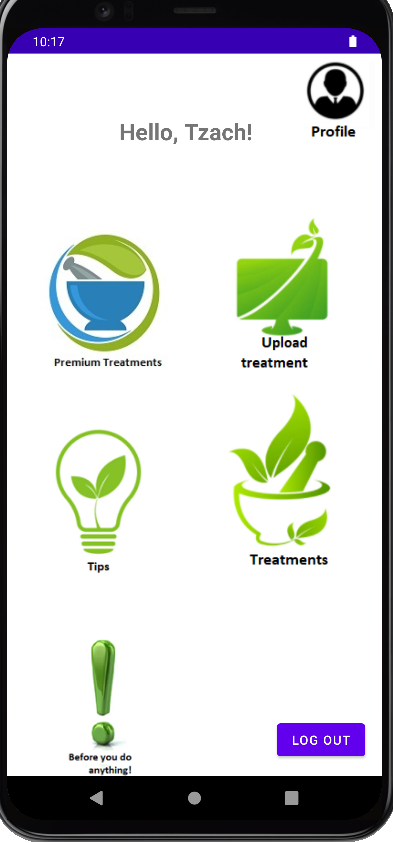 10:17
Hello, Tzach!
Profile
Premium Treatments
Upload
treatment
Tips
Treatments
Before you do
anything!
LOG OUT